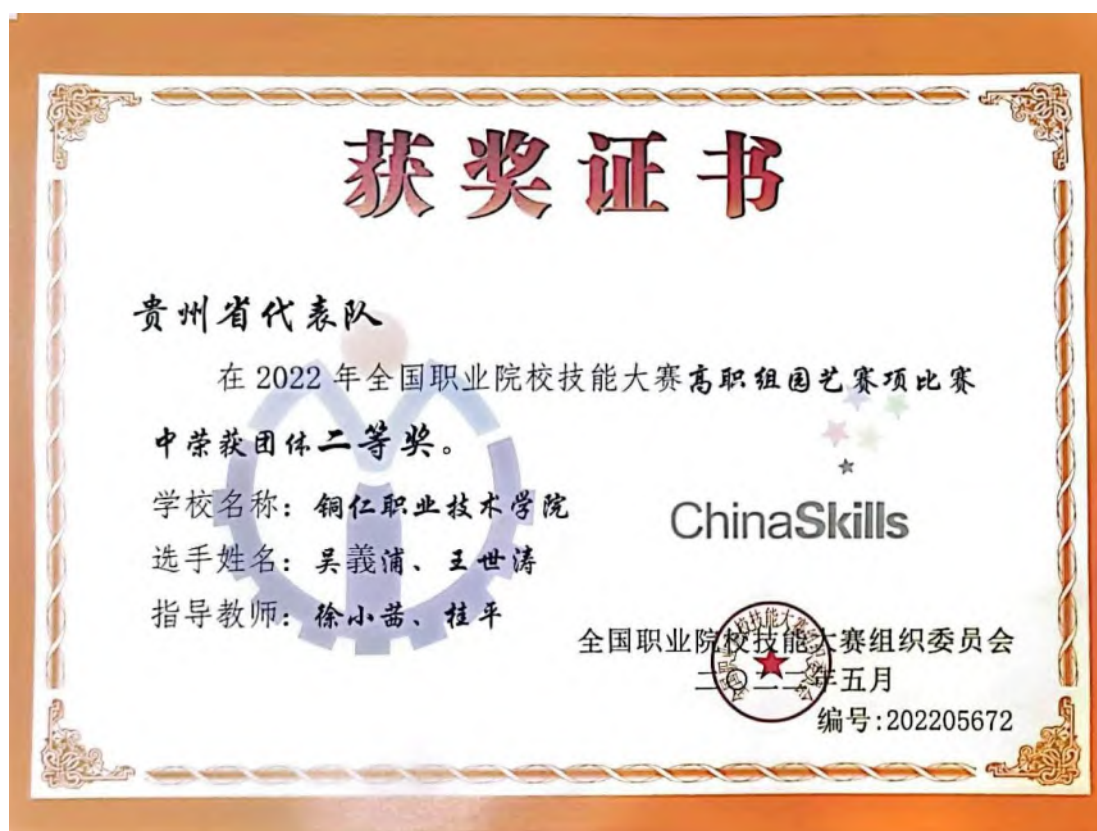 获奖证书
贵州省代表队
在2022年全国职业院校技能大赛高职组园艺赛项比赛
中荣获团体二等奖。
学校名称：铜仁职业技术学院
ChinaSkills
选手姓名：吴義浦、王世涛
指导教师：徐小茜、桂平
全国职业院校技能大赛组织委员会
二〇二二年五月
编号:202205672